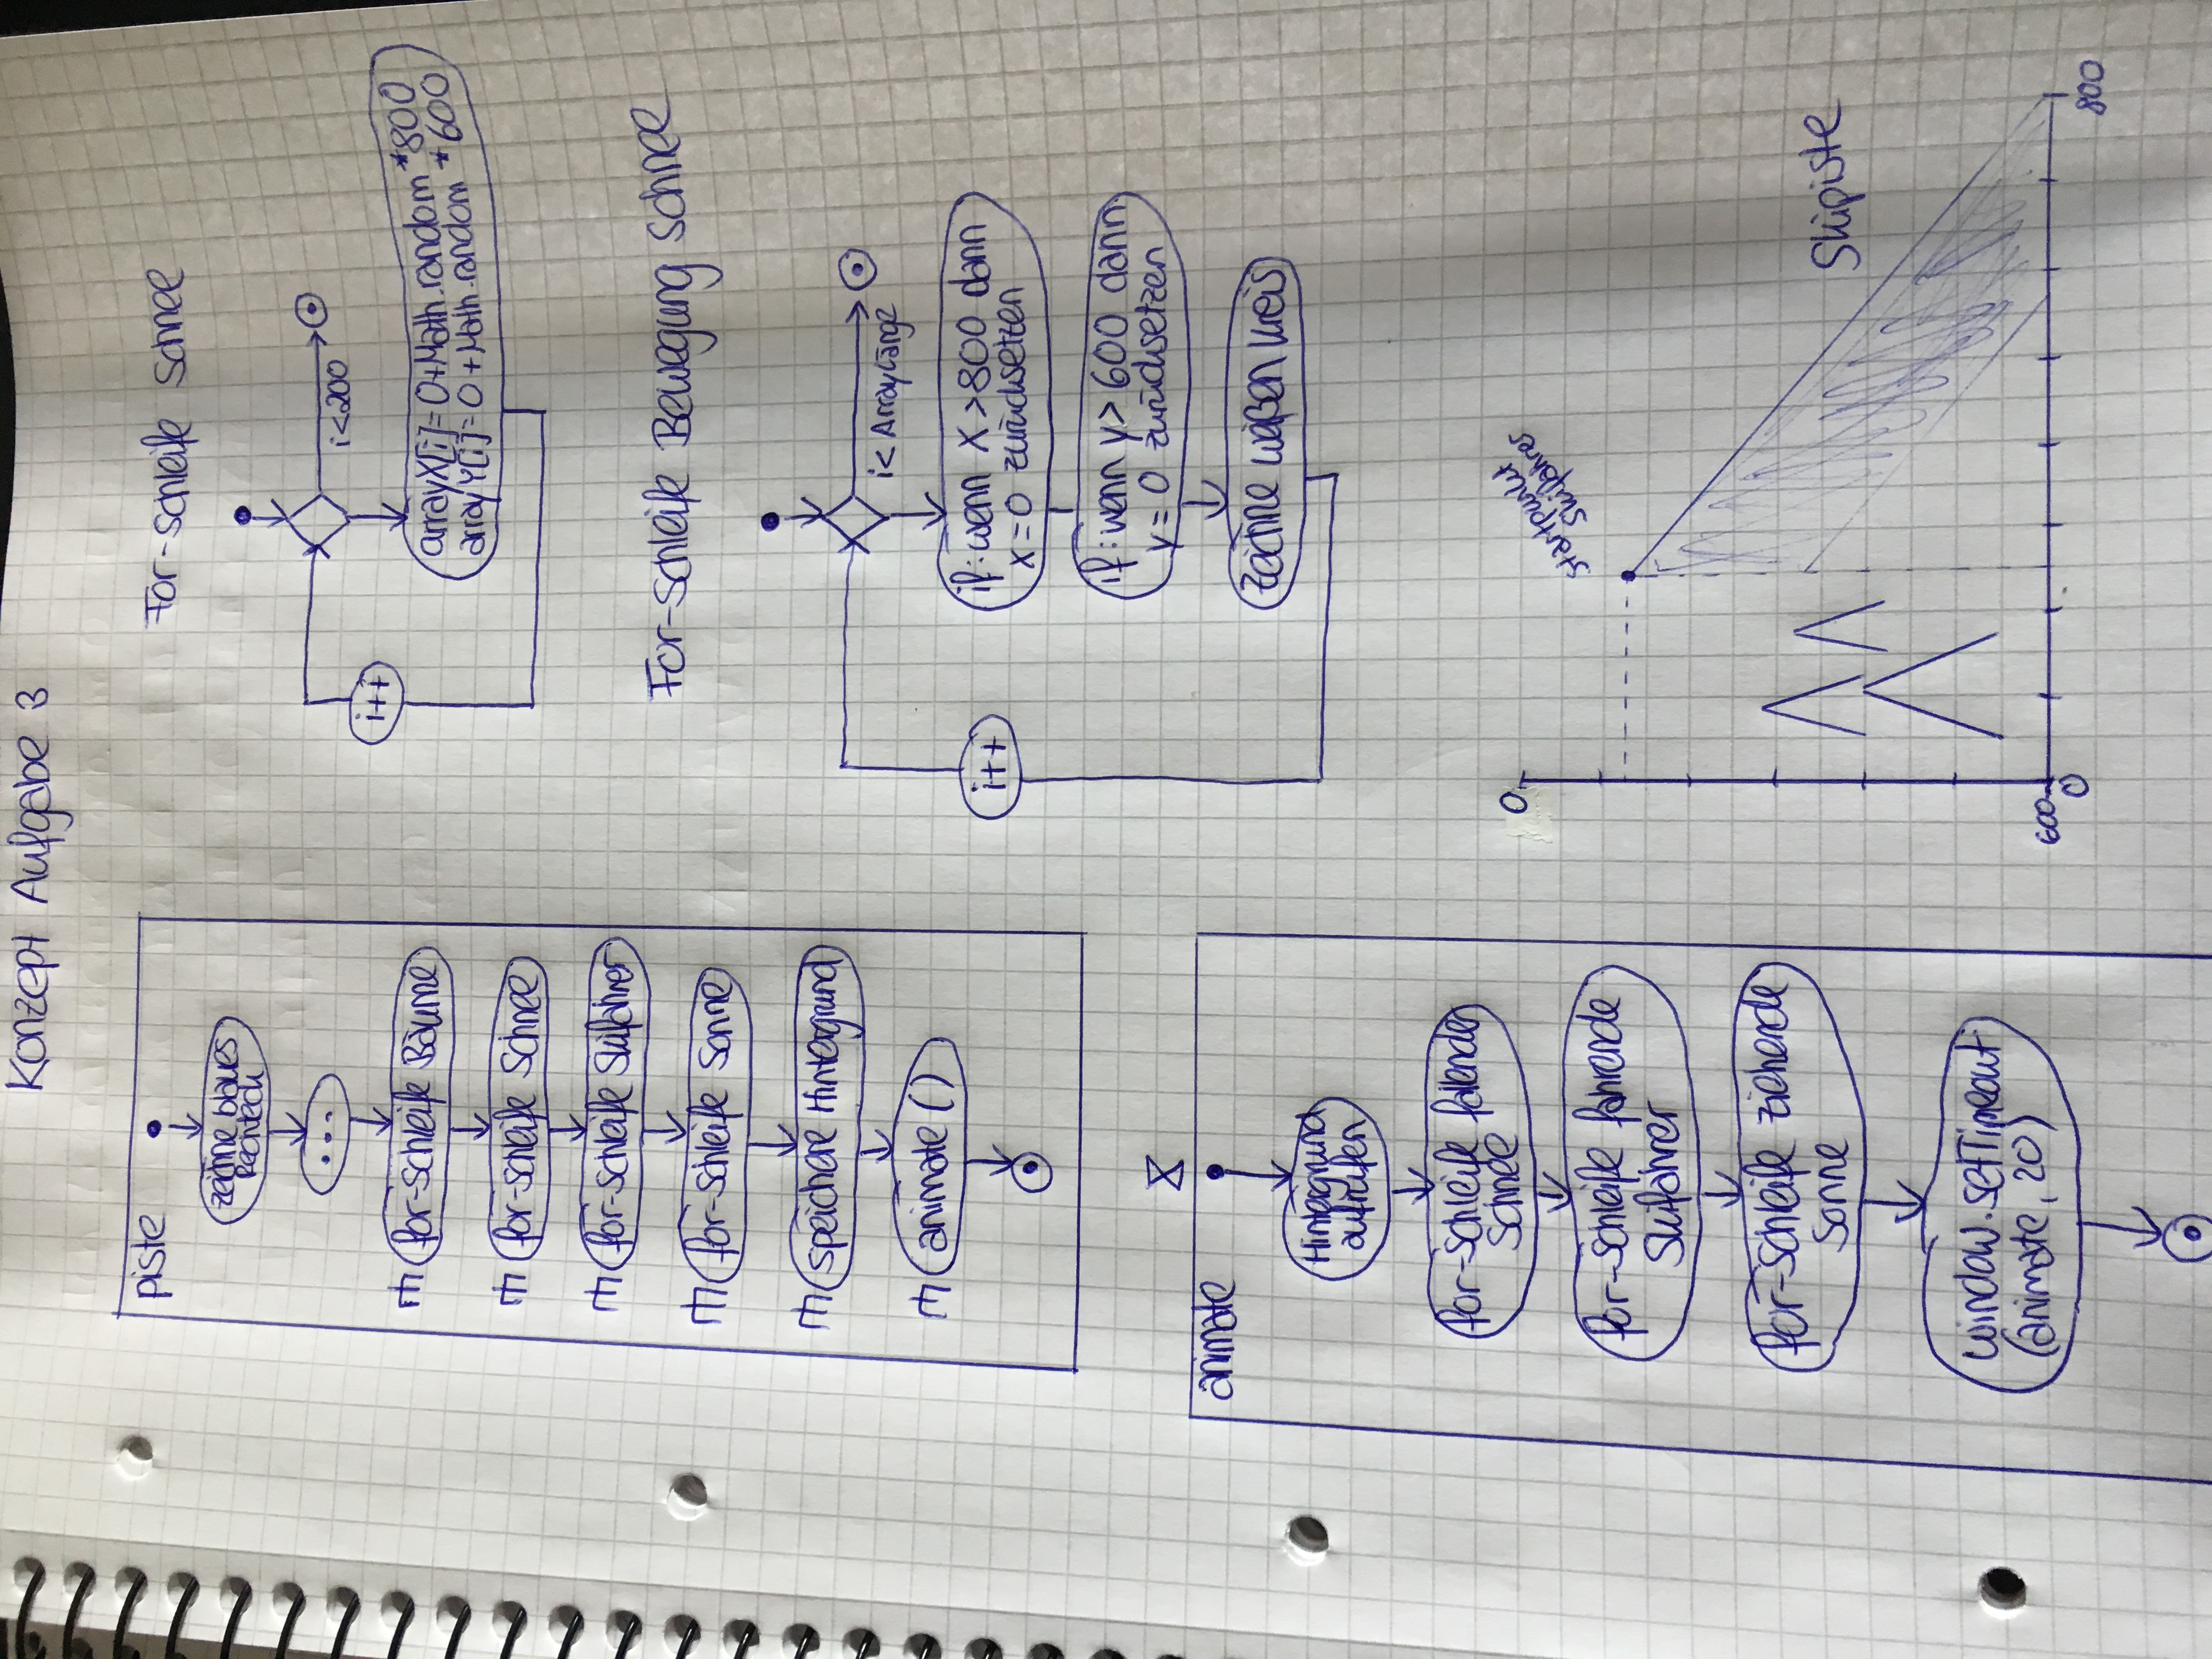 Konzept Aufgabe 3
piste
zeichne blaues
Rechteck
...
for-schleife Bäume
for-schleife Schnee
for-schleife Skifahrer
for-schleife Sonne
speichere Hintergrund
animate ()
animate
Hintergrund
aufrufen
for-schleife fallender
Schnee
for-schleife fahrende
Skifahrer
for-schleife ziehende
Sonne
window.setTimeout
(animate, 20)
For-schleife Schnee
i<200
i++
arrayX[i]= 0+Math.random *800
arrayY[i]= 0+Math.random *600
For-schleife Bewegung Schnee
i< Arraylänge
i++
if: wenn X >800 dann
x=0 zurücksetzen
if: wenn y> 600 dann
y= 0 zurücksetzen
zeichne weißen Kreis
0
Startpunkt
Skifahrer
Skipiste
600
0
800